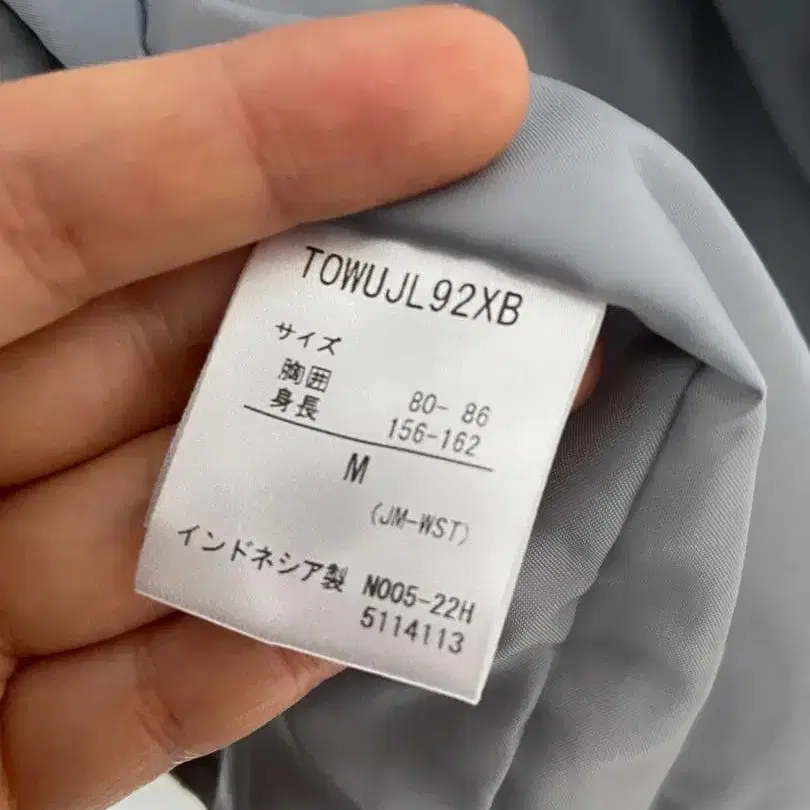 TOWUJL92XB
サイズ
胸囲 80- 86
身長 156-162
M
(JM-WST)
インドネシア製 N005-22H
5114113